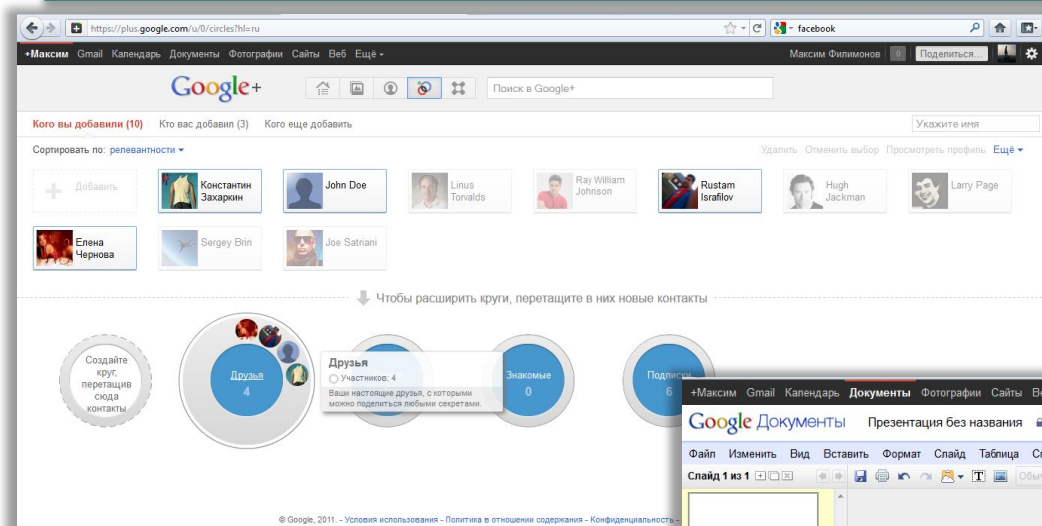 https://plus.google.com/u/0/circles?hl=ru
facebook
+Максим Gmail Календарь Документы Фотографии Сайты Веб Ещё
Максим Филимонов 0 Поделиться...
Google+
Поиск в Google+
Кого вы добавили (10) Кто вас добавил (3) Кого еще добавить
Укажите имя
Сортировать по: релевантности
Удалить Отменить выбор Просмотреть профиль Ещё
Добавить
Константин Захаркин
John Doe
Linus Torvalds
Ray William Johnson
Rustam Israfilov
Hugh Jackman
Larry Page
Елена Чернова
Sergey Brin
Joe Satriani
Чтобы расширить круги, перетащите в них новые контакты
Создайте
круг,
перетащив
сюда
контакты
Друзья
4
Друзья
Участников: 4
Ваши настоящие друзья, с которыми
можно поделиться любыми секретами.
Знакомые
0
Подписки
6
© Google, 2011. - Условия использования - Политика в отношении содержания - Конфиденциальность -
+Максим Gmail Календарь Документы Фотографии Сайты Ве
Google Документы Презентация без названия
Файл Изменить Вид Вставить Формат Слайд Таблица Сп
Слайд 1 из 1
T